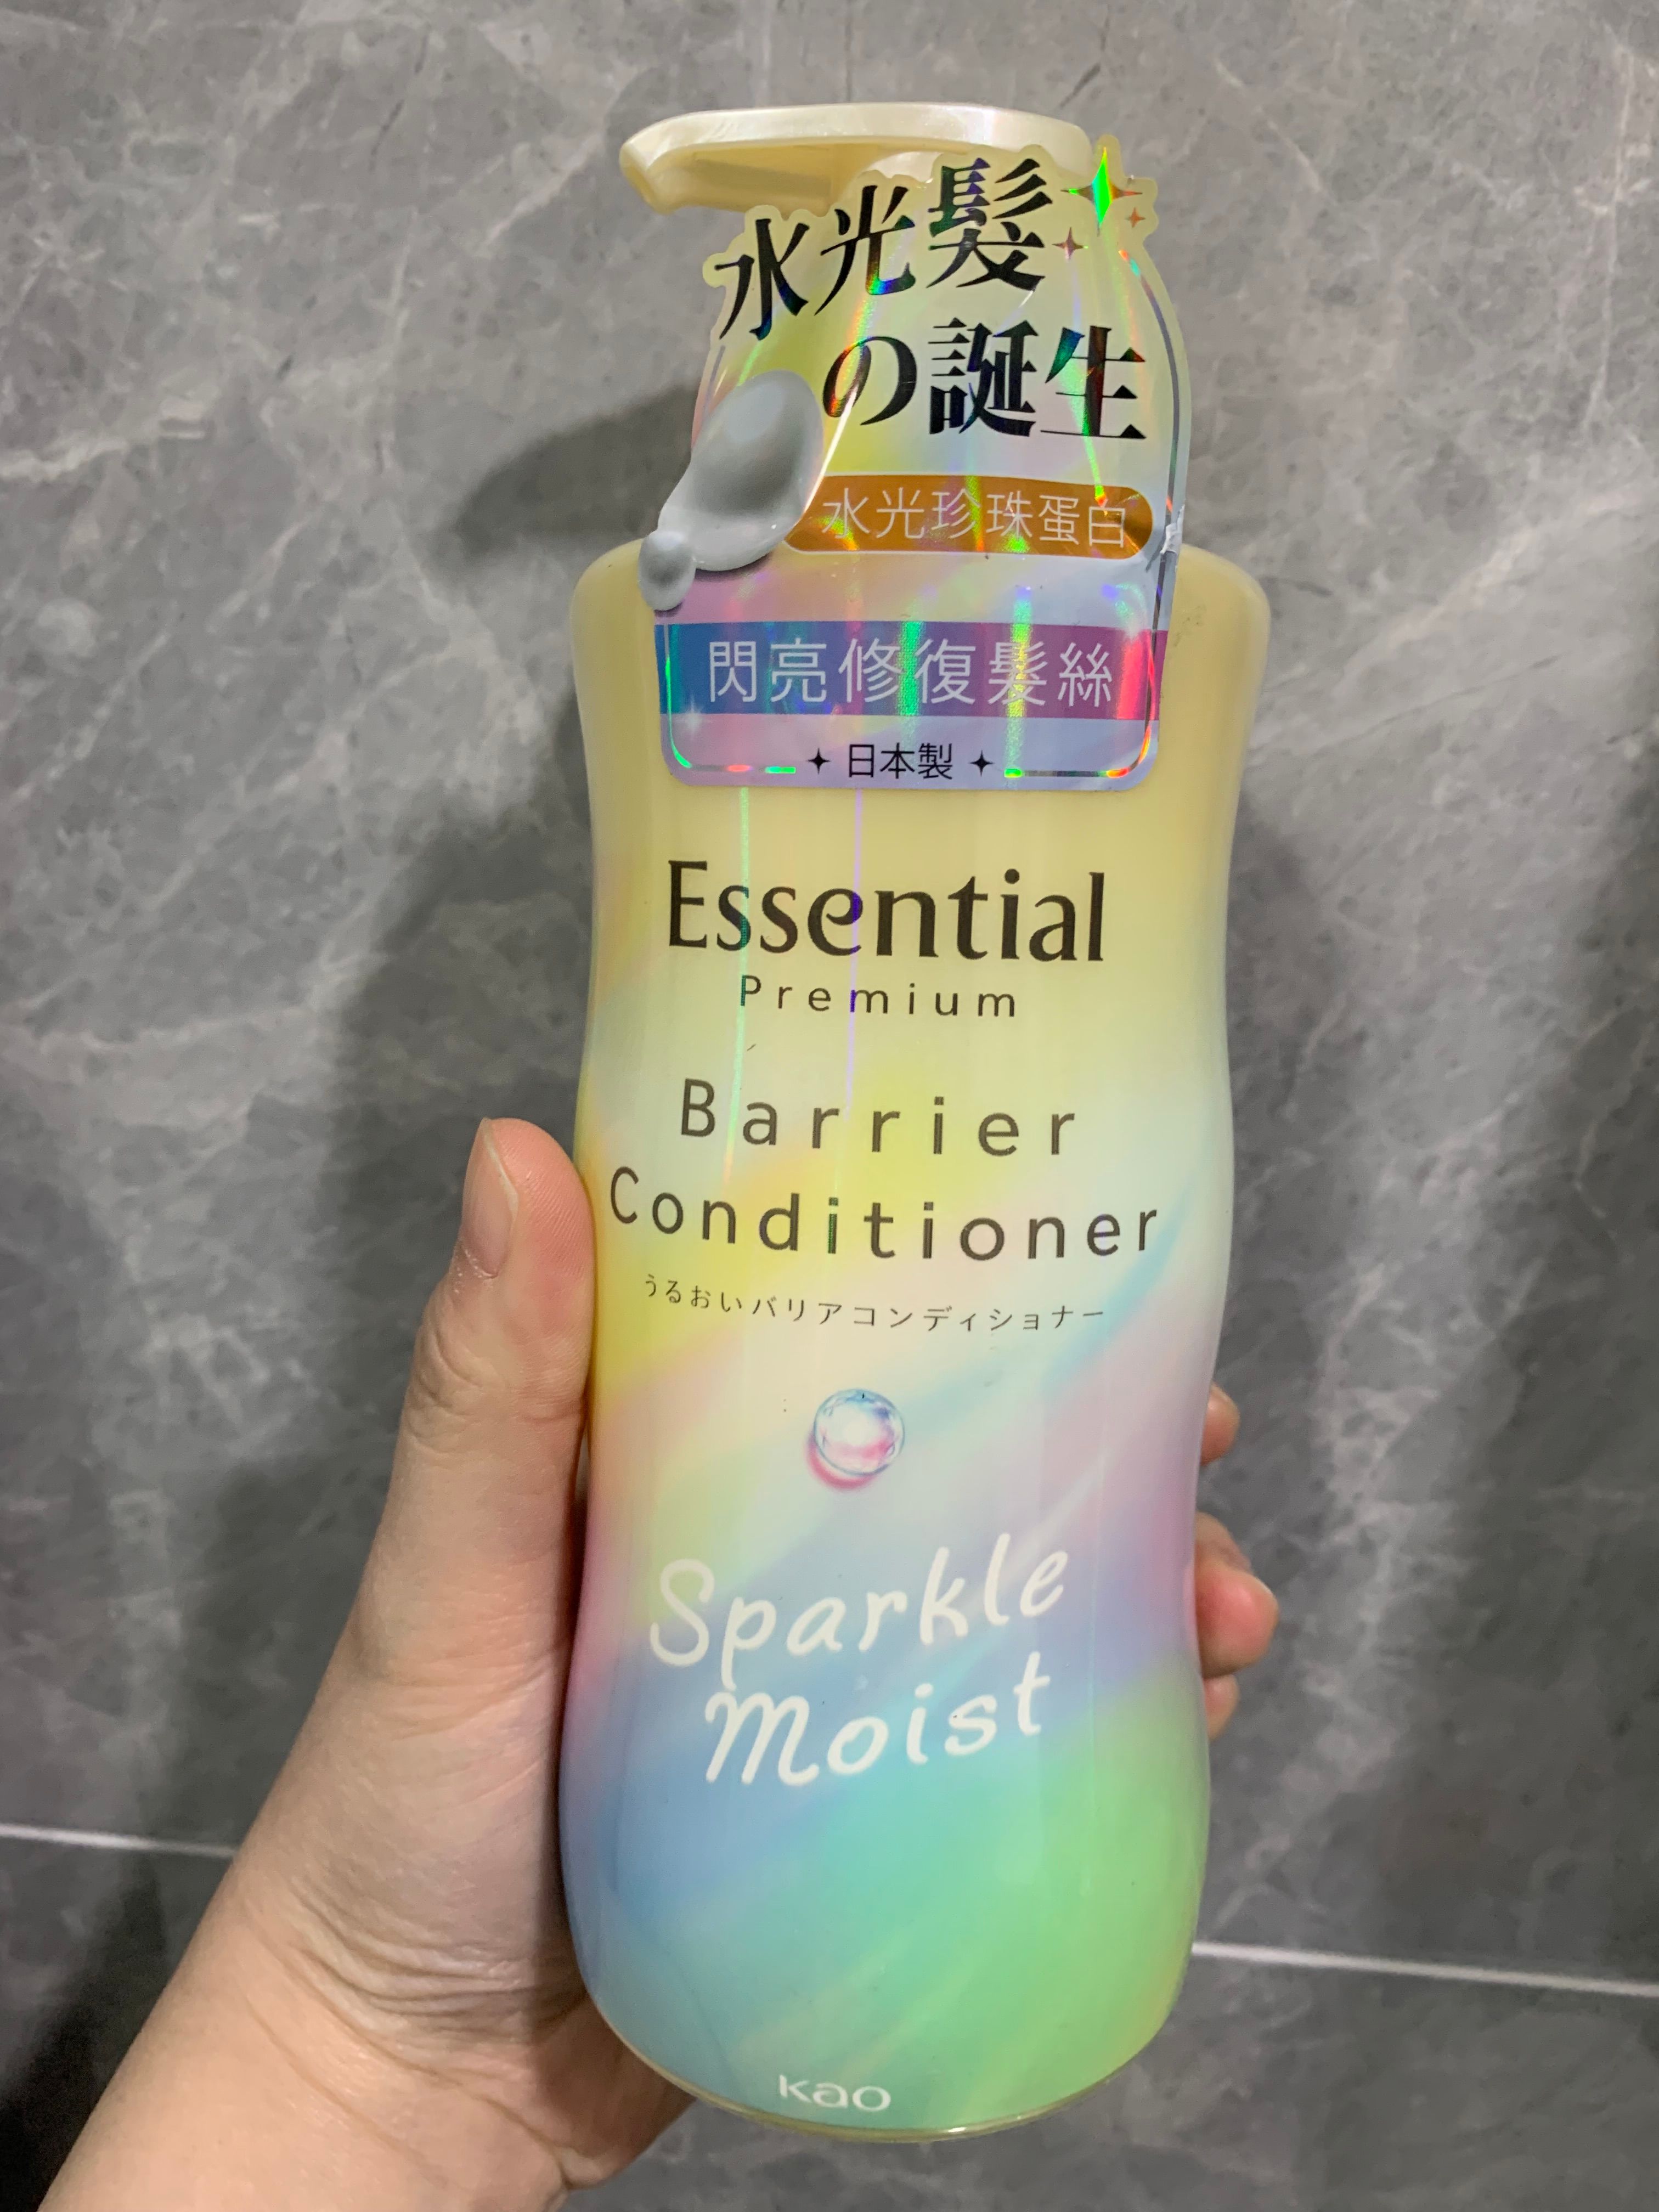 水光髮
の誕生
水光珍珠蛋白
閃亮修復髮絲
日本製
Essential
Premium
Barrier
Conditioner
うるおいバリアコンディショナー
Sparkle
Moist
Kao